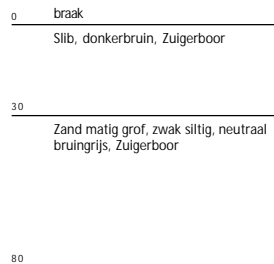 0 braak
Slib, donkerbruin, Zuigerboor
30
Zand matig grof, zwak siltig, neutraal
bruingrijs, Zuigerboor
80